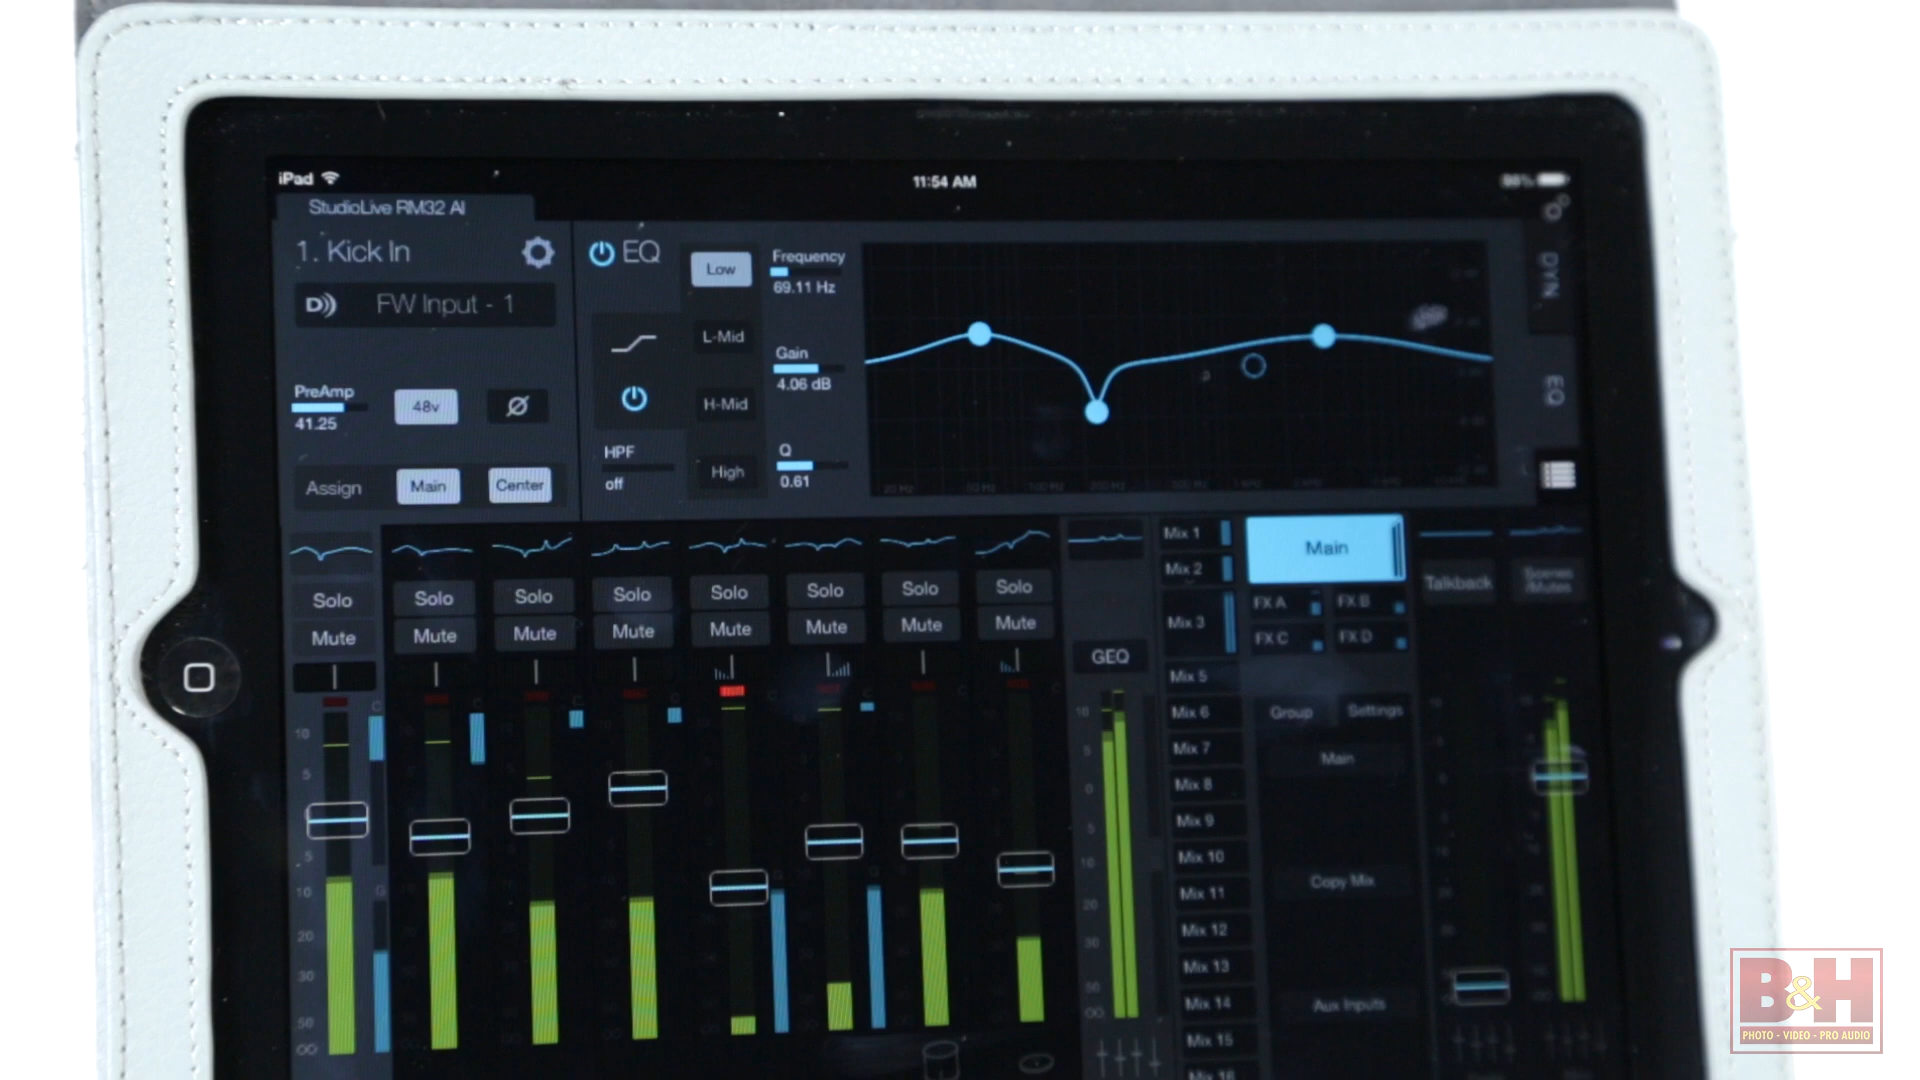 iPad
11:54 AM
StudioLive RM32 AI
1. Kick In
FW Input - 1
PreAmp
41.25
48v
Ø
Assign
Main
Center
EQ
HPF
off
Low
L-Mid
H-Mid
High
Frequency
69.11 Hz
Gain
4.06 dB
Q
0.61
DYN
EQ
Solo Solo Solo Solo Solo Solo Solo Solo
Mute Mute Mute Mute Mute Mute Mute Mute
GEQ
Mix 1
Mix 2
Mix 3
Mix 5
Mix 6
Mix 7
Mix 8
Mix 9
Mix 10
Mix 11
Mix 12
Mix 13
Mix 14
Mix 15
Mix 16
Main
FX A FX B
FX C FX D
Group Settings
Main
Copy Mix
Aux Inputs
Talkback
Scenes
/Mutes
B&H
PHOTO - VIDEO - PRO AUDIO